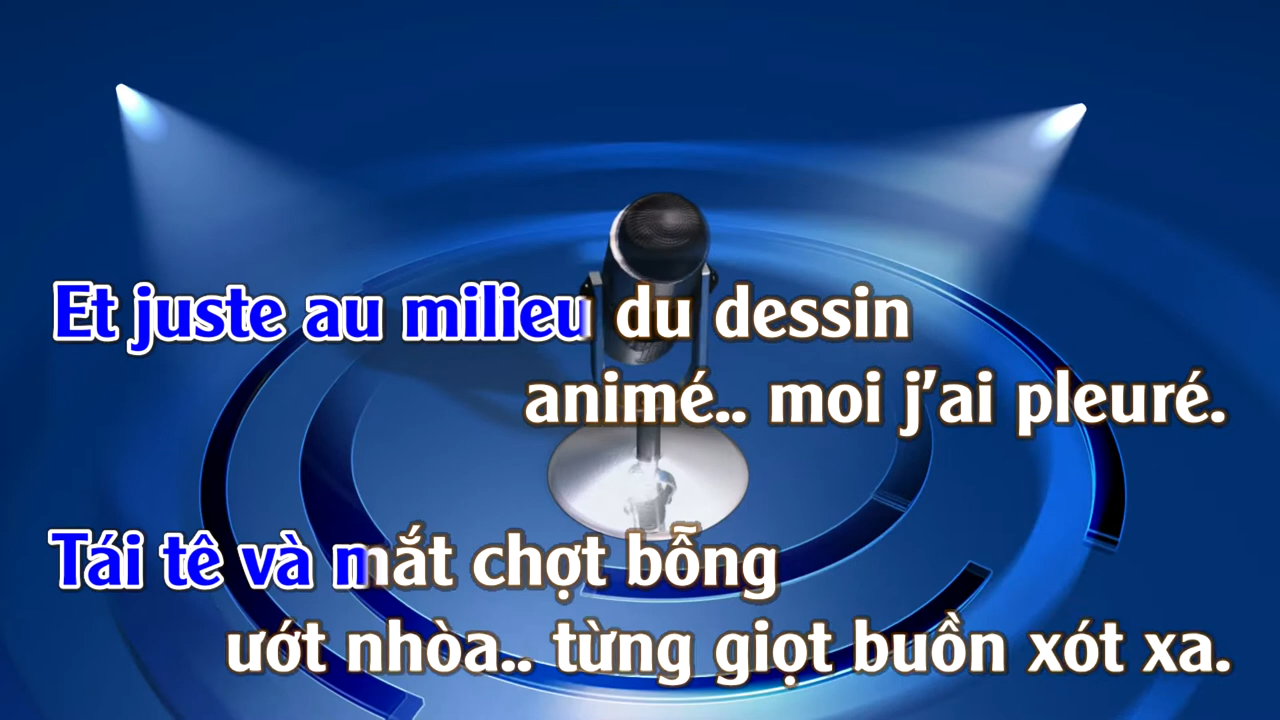 Et juste au milieu du dessin
animé.. moi j'ai pleuré.
Tái tê và mắt chợt bỗng
ướt nhòa.. từng giọt buồn xót xa.